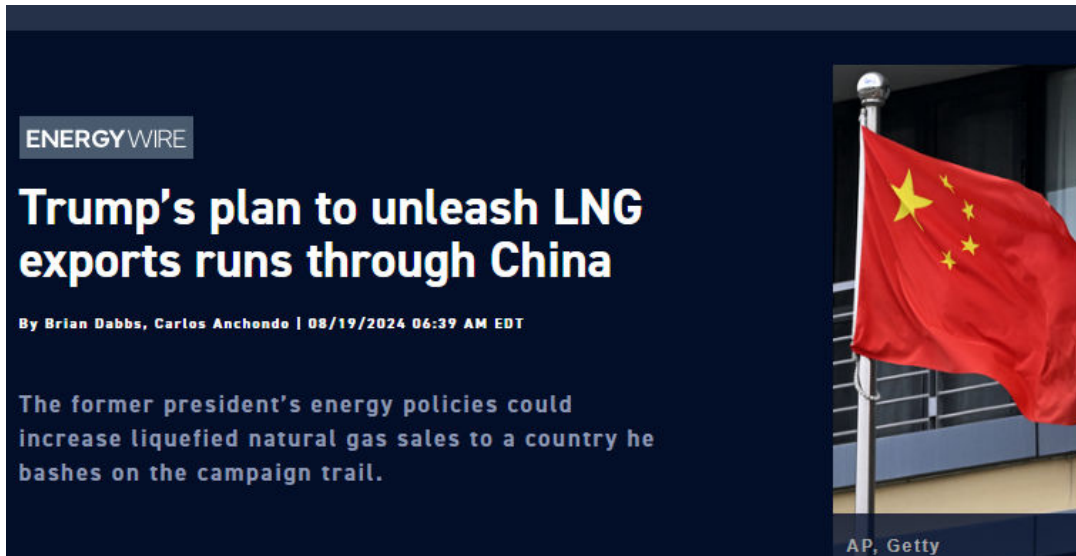 ENERGYWIRE
Trump's plan to unleash LNG
exports runs through China
By Brian Dabbs, Carlos Anchondo | 08/19/2024 06:39 AM EDT
The former president's energy policies could
increase liquefied natural gas sales to a country he
bashes on the campaign trail.
AP, Getty